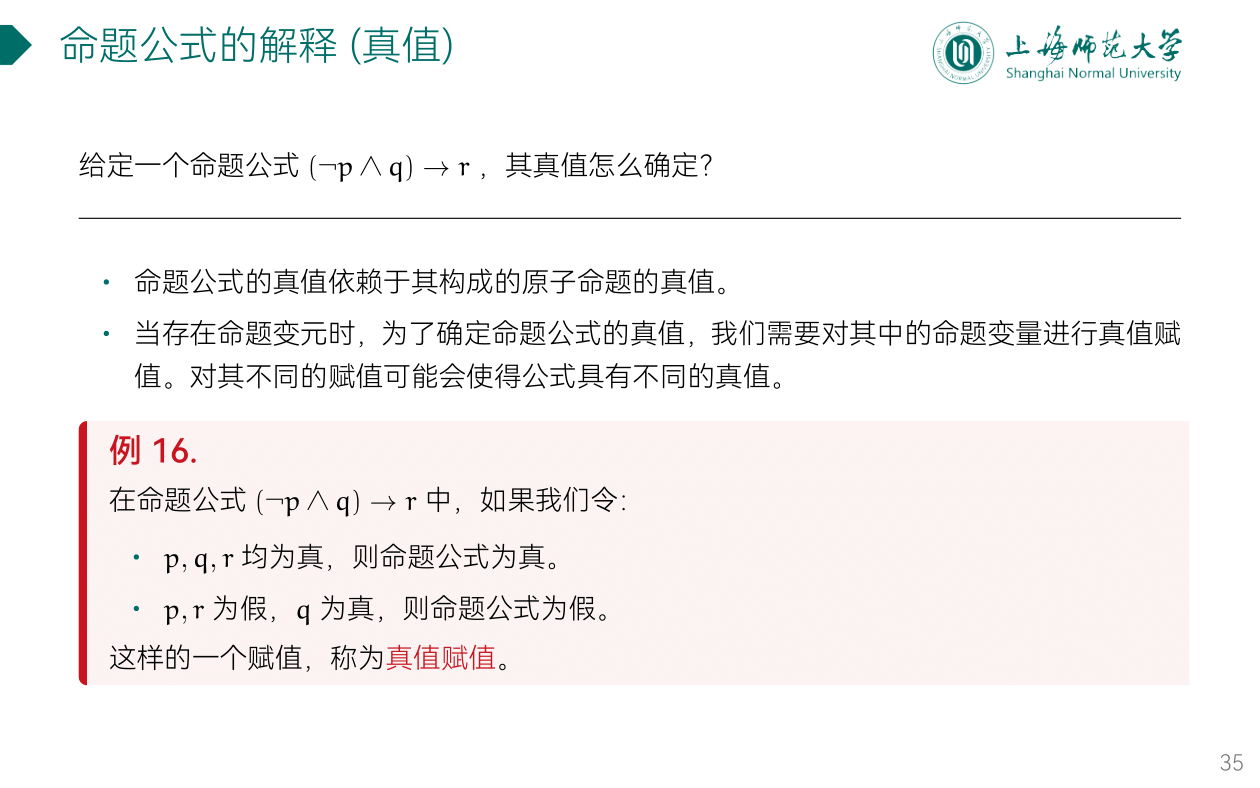 命题公式的解释 (真值)
上海师范大学
Shanghai Normal University
给定一个命题公式 (¬p ∧ q) → r ，其真值怎么确定？
• 命题公式的真值依赖于其构成的原子命题的真值。
• 当存在命题变元时，为了确定命题公式的真值，我们需要对其中的命题变量进行真值赋
值。对其不同的赋值可能会使得公式具有不同的真值。
例 16.
在命题公式 (¬p ∧ q) → r 中，如果我们令：
• p, q, r 均为真，则命题公式为真。
• p, r 为假，q 为真，则命题公式为假。
这样的一个赋值，称为真值赋值。
35